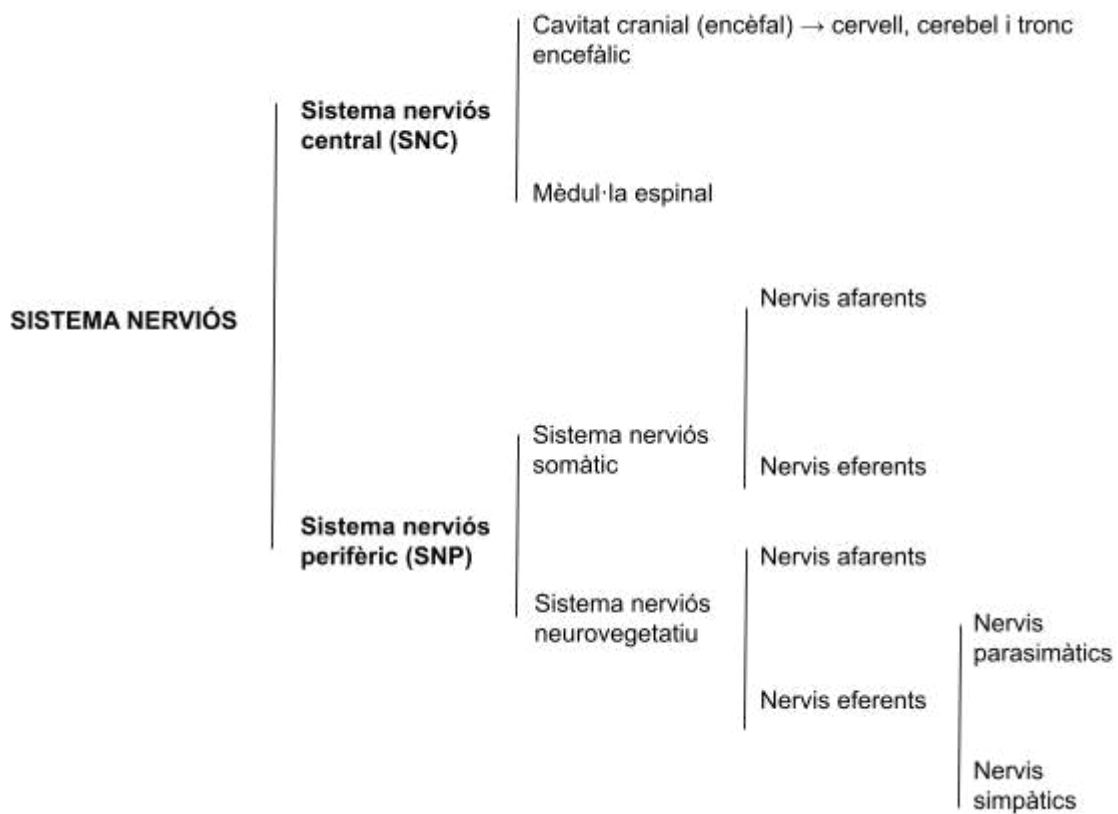 Cavitat cranial (encèfal) → cervell, cerebel i tronc
encefàlic
Sistema nerviós
central (SNC)
Mèdul·la espinal
Nervis afarents
SISTEMA NERVIÓS
Sistema nerviós
somàtic
Nervis eferents
Sistema nerviós
perifèric (SNP)
Nervis afarents
Sistema nerviós
neurovegetatiu
Nervis
parasimàtics
Nervis eferents
Nervis
simpàtics